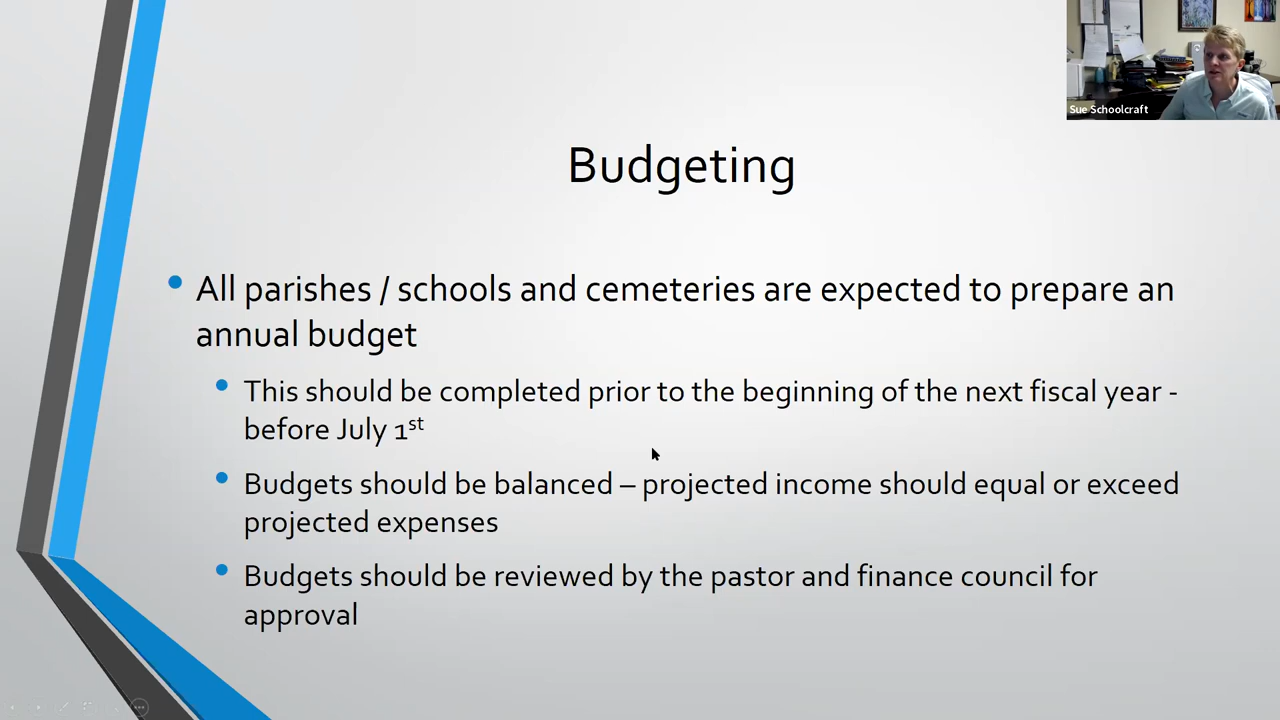 Sue Schoolcraft
Budgeting
All parishes / schools and cemeteries are expected to prepare an
annual budget
This should be completed prior to the beginning of the next fiscal year -
before July 1st
Budgets should be balanced – projected income should equal or exceed
projected expenses
Budgets should be reviewed by the pastor and finance council for
approval